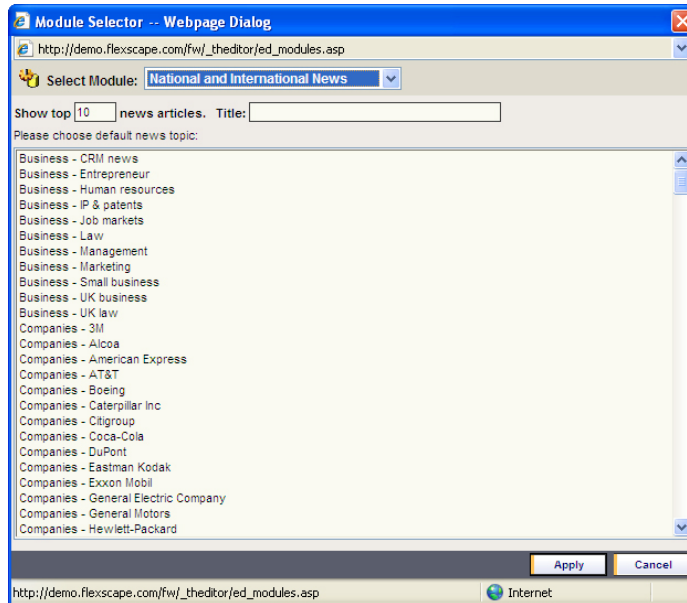 Module Selector -- Webpage Dialog
http://demo.flexscape.com/fw/_theditor/ed_modules.asp
Select Module: National and International News
Show top 10 news articles. Title:
Please choose default news topic:
Business - CRM news
Business - Entrepreneur
Business - Human resources
Business - IP & patents
Business - Job markets
Business - Law
Business - Management
Business - Marketing
Business - Small business
Business - UK business
Business - UK law
Companies - 3M
Companies - Alcoa
Companies - American Express
Companies - AT&T
Companies - Boeing
Companies - Caterpillar Inc
Companies - Citigroup
Companies - Coca-Cola
Companies - DuPont
Companies - Eastman Kodak
Companies - Exxon Mobil
Companies - General Electric Company
Companies - General Motors
Companies - Hewlett-Packard
Apply Cancel
http://demo.flexscape.com/fw/_theditor/ed_modules.asp Internet